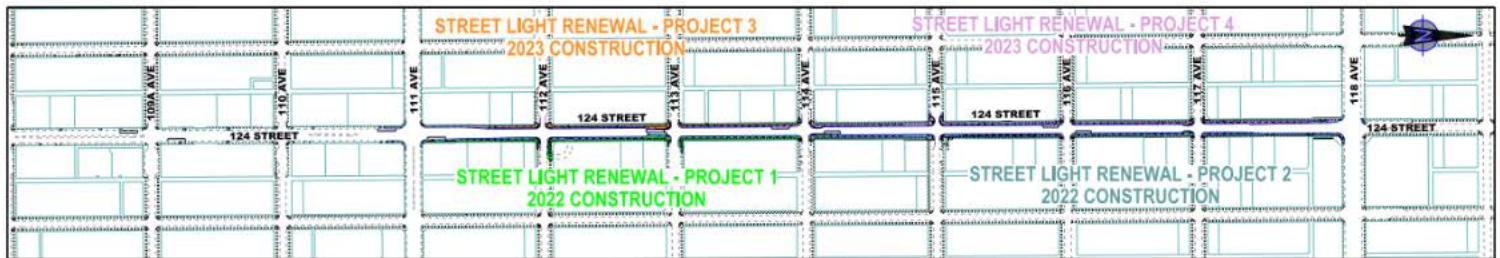 STREET LIGHT RENEWAL - PROJECT 3
2023 CONSTRUCTION
STREET LIGHT RENEWAL - PROJECT 4
2023 CONSTRUCTION
N
109A AVE
110 AVE
111 AVE
112 AVE
113 AVE
114 AVE
115 AVE
116 AVE
117 AVE
118 AVE
124 STREET
124 STREET
124 STREET
124 STREET
STREET LIGHT RENEWAL - PROJECT 1
2022 CONSTRUCTION
STREET LIGHT RENEWAL - PROJECT 2
2022 CONSTRUCTION